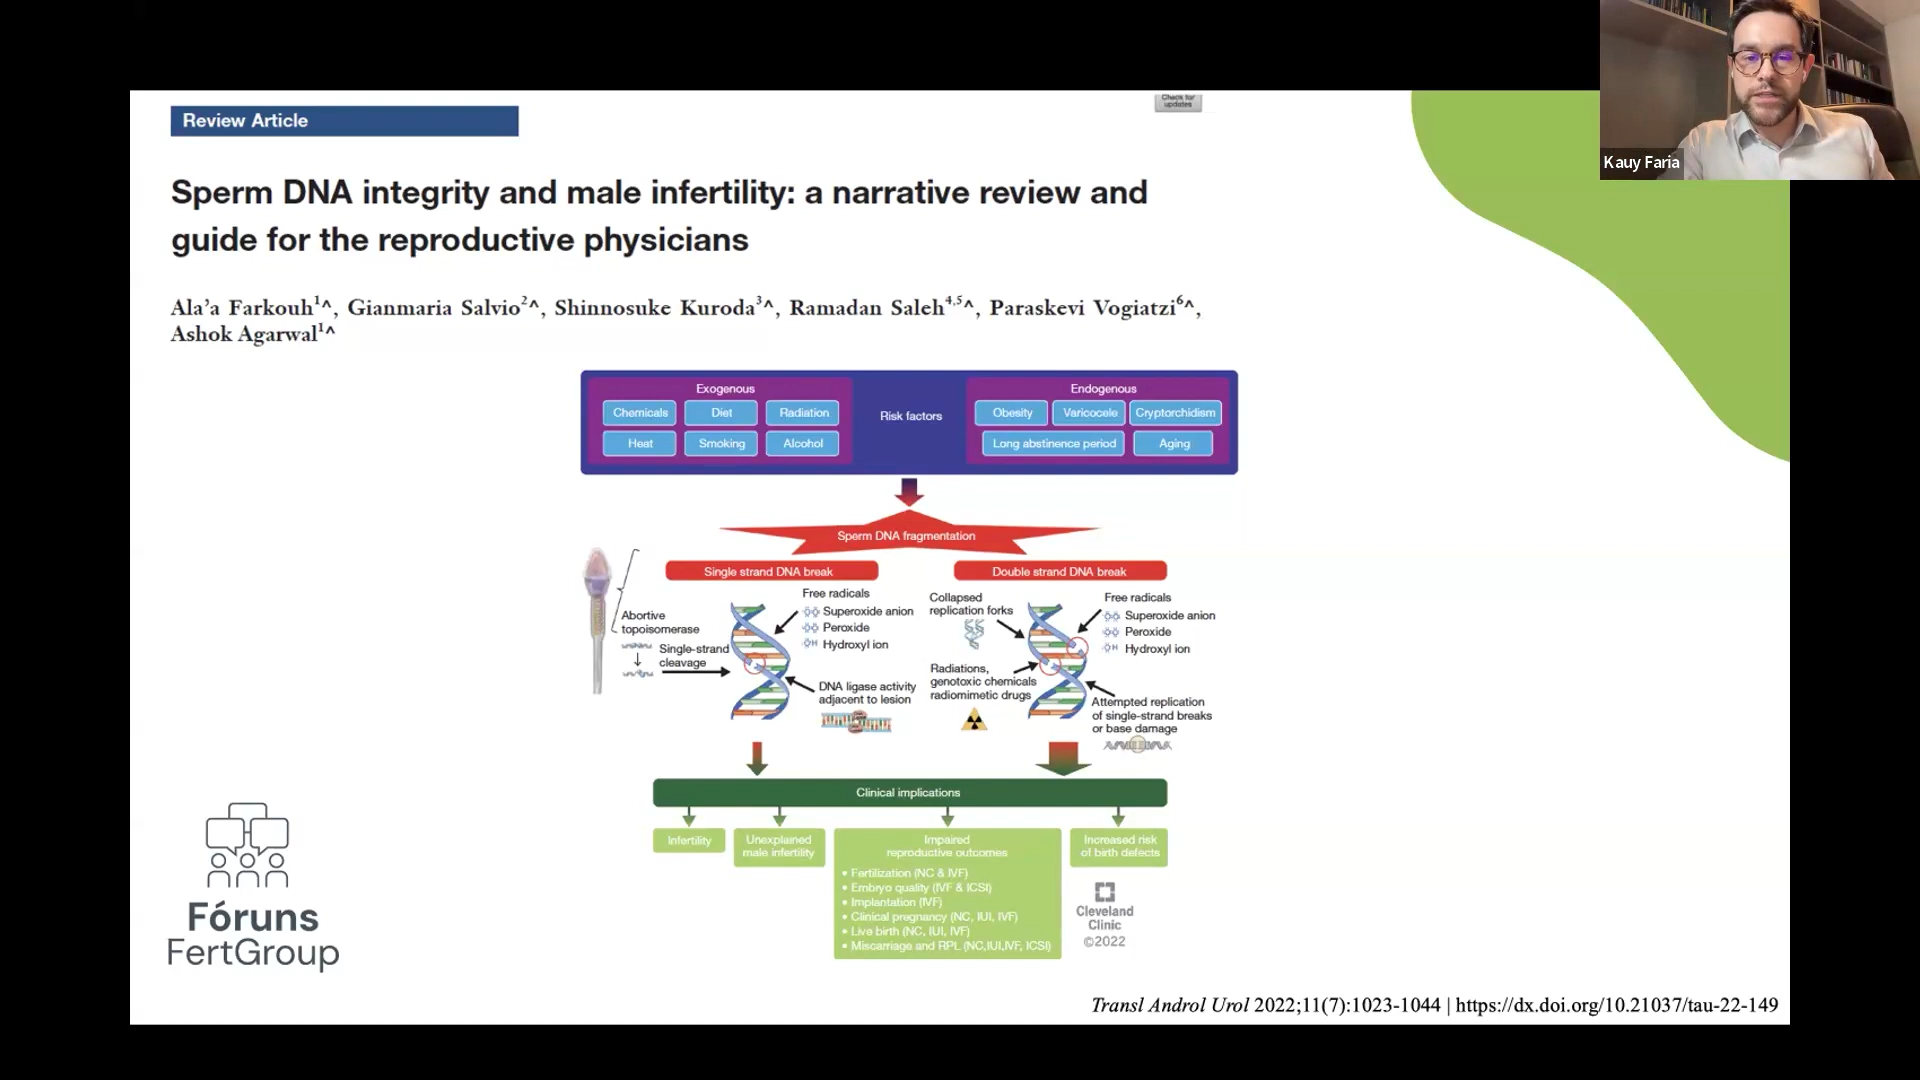 Check for
updates
Kauy Faria
Review Article
Sperm DNA integrity and male infertility: a narrative review and
guide for the reproductive physicians
Ala’a Farkouh1^, Gianmaria Salvio2^, Shinnosuke Kuroda3^, Ramadan Saleh4,5^, Paraskevi Vogiatzi6^,
Ashok Agarwal1^
Exogenous
Chemicals Diet Radiation
Heat Smoking Alcohol
Risk factors
Endogenous
Obesity Varicocele Cryptorchidism
Long abstinence period Aging
Sperm DNA fragmentation
Single strand DNA break
Free radicals
Superoxide anion
Peroxide
Hydroxyl ion
Abortive
topoisomerase
Single-strand
cleavage
DNA ligase activity
adjacent to lesion
Double strand DNA break
Collapsed
replication forks
Free radicals
Superoxide anion
Peroxide
Hydroxyl ion
Radiations,
genotoxic chemicals
radiomimetic drugs
Attempted replication
of single-strand breaks
or base damage
Clinical implications
Infertility
Unexplained
male infertility
Impaired
reproductive outcomes
• Fertilization (NC & IVF)
• Embryo quality (IVF & ICSI)
• Implantation (IVF)
• Clinical pregnancy (NC, IUI, IVF)
• Live birth (NC, IUI, IVF)
• Miscarriage and RPL (NC,IUI,IVF, ICSI)
Increased risk
of birth defects
Cleveland
Clinic
©2022
Fóruns
FertGroup
Transl Androl Urol 2022;11(7):1023-1044 | https://dx.doi.org/10.21037/tau-22-149